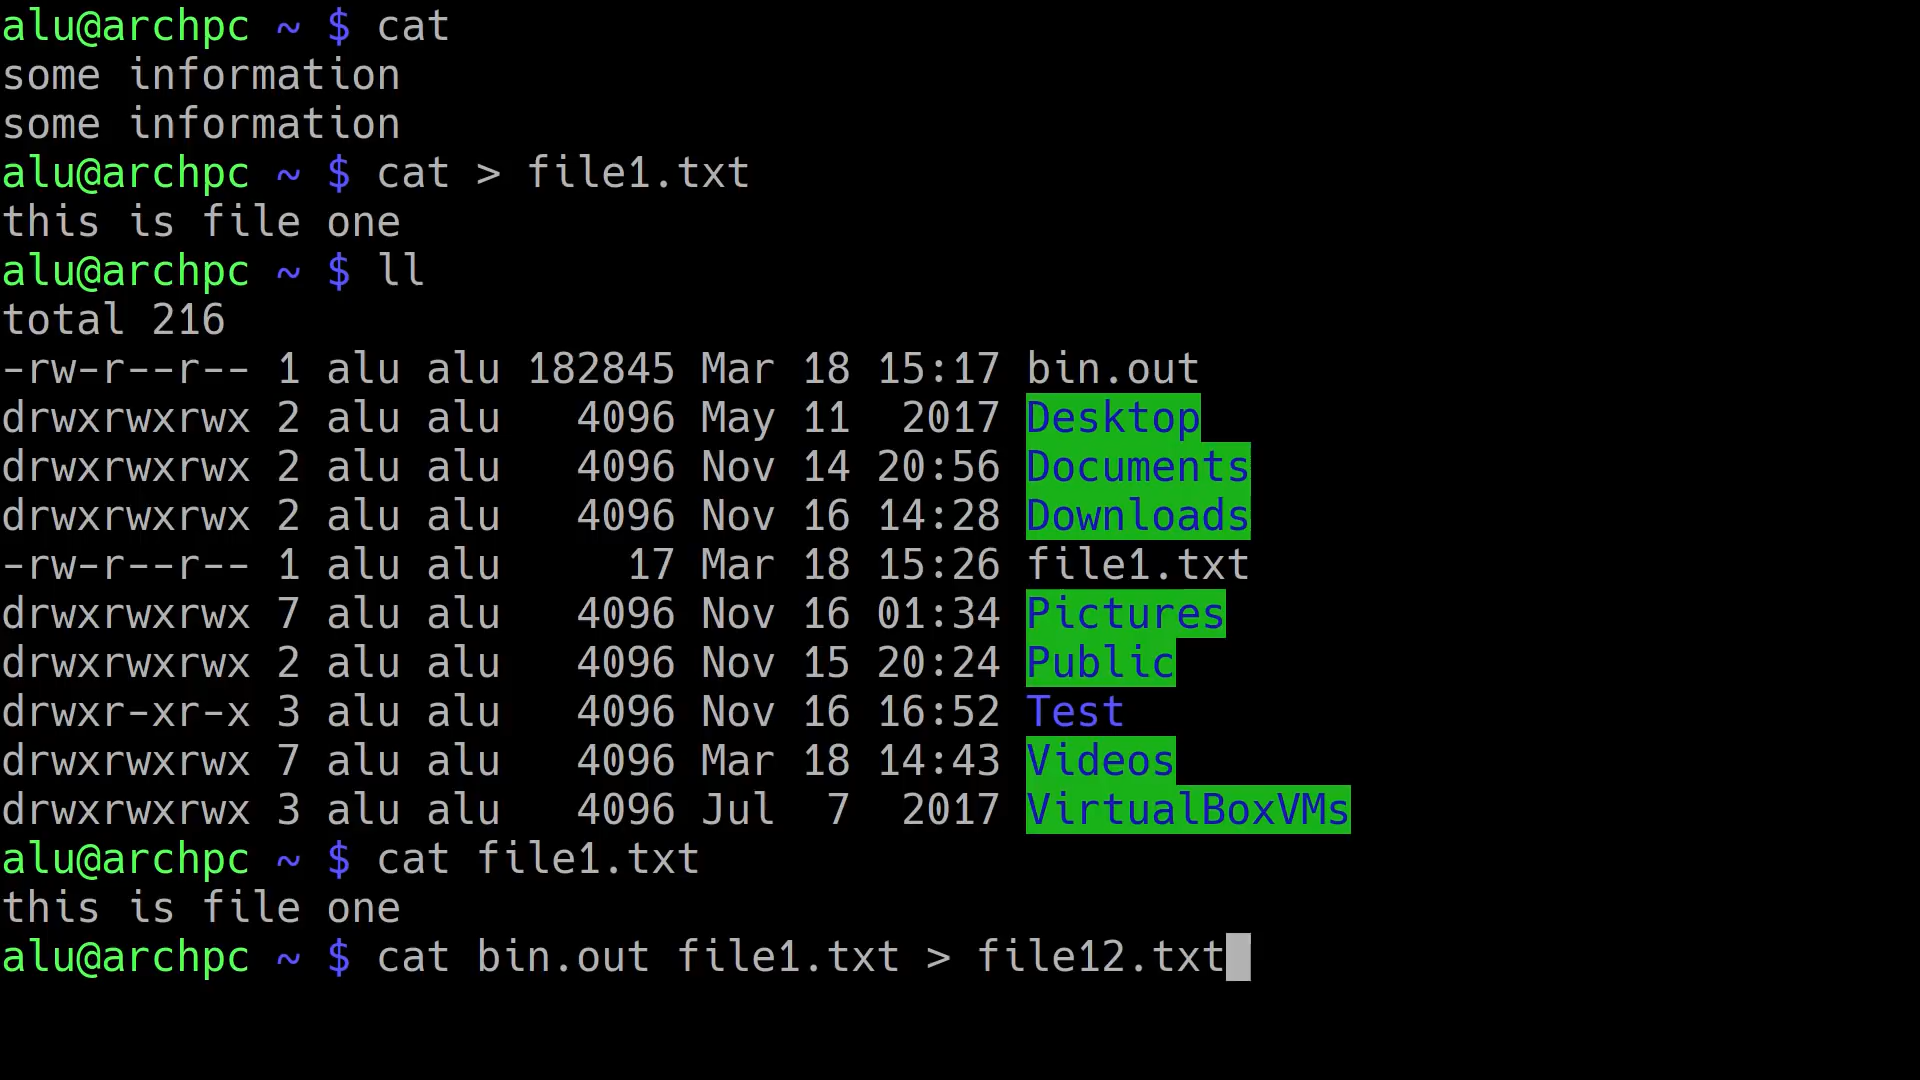 alu@archpc ~ $ cat
some information
some information
alu@archpc ~ $ cat > file1.txt
this is file one
alu@archpc ~ $ ll
total 216
-rw-r--r-- 1 alu alu 182845 Mar 18 15:17 bin.out
drwxrwxrwx 2 alu alu   4096 May 11  2017 Desktop
drwxrwxrwx 2 alu alu   4096 Nov 14 20:56 Documents
drwxrwxrwx 2 alu alu   4096 Nov 16 14:28 Downloads
-rw-r--r-- 1 alu alu     17 Mar 18 15:26 file1.txt
drwxrwxrwx 7 alu alu   4096 Nov 16 01:34 Pictures
drwxrwxrwx 2 alu alu   4096 Nov 15 20:24 Public
drwxr-xr-x 3 alu alu   4096 Nov 16 16:52 Test
drwxrwxrwx 7 alu alu   4096 Mar 18 14:43 Videos
drwxrwxrwx 3 alu alu   4096 Jul  7  2017 VirtualBoxVMs
alu@archpc ~ $ cat file1.txt
this is file one
alu@archpc ~ $ cat bin.out file1.txt > file12.txt